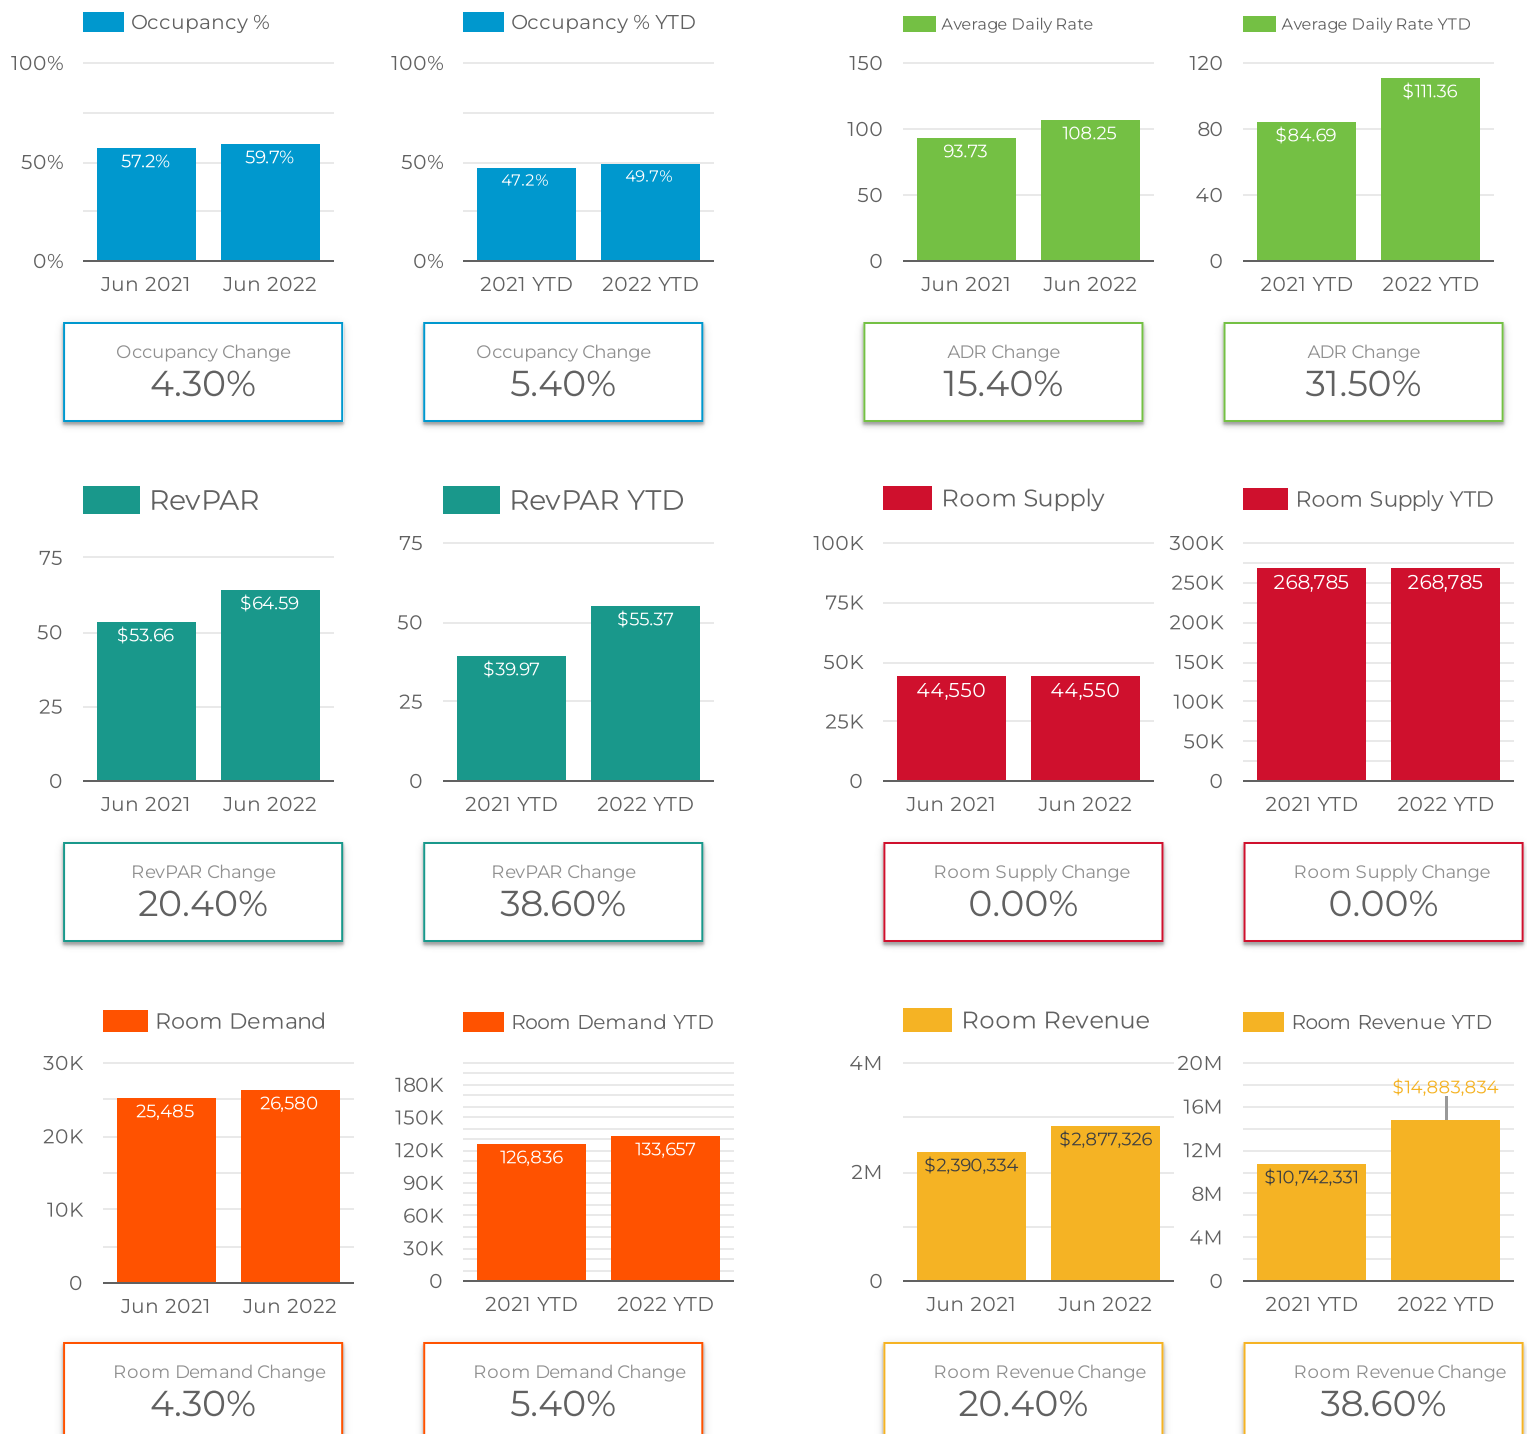 Occupancy %
100%
50%
0%
57.2%
59.7%
Jun 2021
Jun 2022
Occupancy Change
4.30%
Occupancy % YTD
100%
50%
0%
47.2%
49.7%
2021 YTD
2022 YTD
Occupancy Change
5.40%
Average Daily Rate
150
100
50
0
93.73
108.25
Jun 2021
Jun 2022
ADR Change
15.40%
Average Daily Rate YTD
120
80
40
0
$84.69
$111.36
2021 YTD
2022 YTD
ADR Change
31.50%
RevPAR
75
50
25
0
$53.66
$64.59
Jun 2021
Jun 2022
RevPAR Change
20.40%
RevPAR YTD
75
50
25
0
$39.97
$55.37
2021 YTD
2022 YTD
RevPAR Change
38.60%
Room Supply
100K
75K
50K
25K
0
44,550
44,550
Jun 2021
Jun 2022
Room Supply Change
0.00%
Room Supply YTD
300K
250K
200K
150K
100K
50K
0
268,785
268,785
2021 YTD
2022 YTD
Room Supply Change
0.00%
Room Demand
30K
20K
10K
0
25,485
26,580
Jun 2021
Jun 2022
Room Demand Change
4.30%
Room Demand YTD
180K
150K
120K
90K
60K
30K
0
126,836
133,657
2021 YTD
2022 YTD
Room Demand Change
5.40%
Room Revenue
4M
2M
0
$2,390,334
$2,877,326
Jun 2021
Jun 2022
Room Revenue Change
20.40%
Room Revenue YTD
20M
16M
12M
8M
4M
0
$10,742,331
$14,883,834
2021 YTD
2022 YTD
Room Revenue Change
38.60%